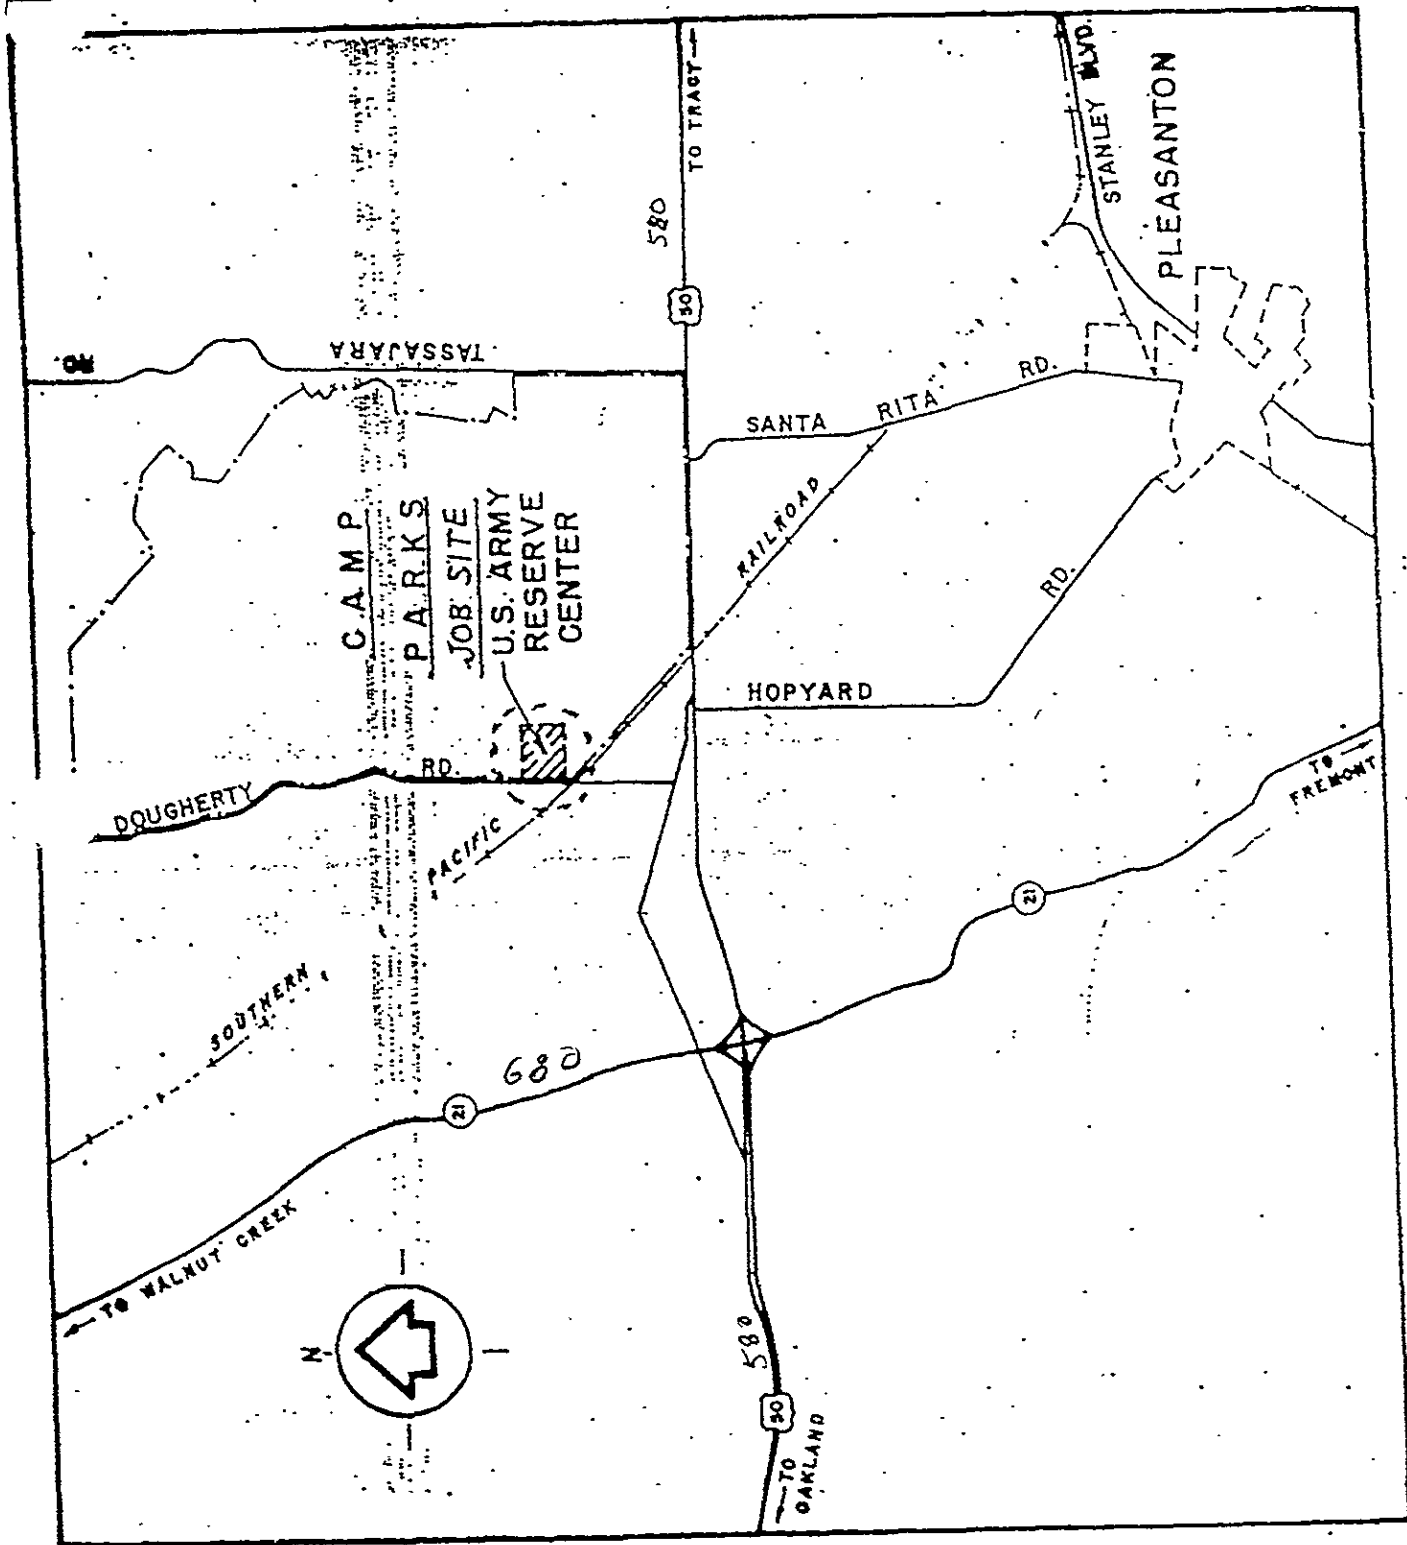 TO TRACY
580
50
STANLEY BLVD.
PLEASANTON
RD.
TASSAJARA
SANTA RITA RD.
CAMP
PARKS
JOB SITE
U.S. ARMY
RESERVE
CENTER
RAILROAD
HOPYARD RD.
DOUGHERTY RD.
PACIFIC
SOUTHERN
TO
FREMONT
21
680
21
TO WALNUT CREEK
N
580
50
TO
OAKLAND